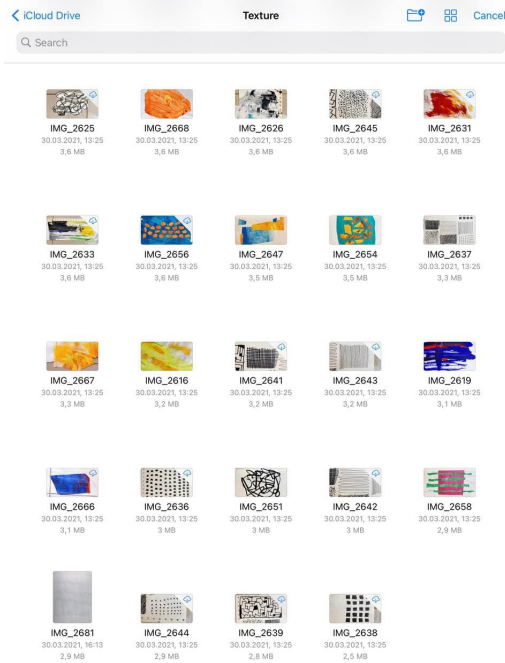 iCloud Drive
Texture
Cancel
Search
IMG_2625
30.03.2021, 13:25
3,6 MB
IMG_2668
30.03.2021, 13:25
3,6 MB
IMG_2626
30.03.2021, 13:25
3,6 MB
IMG_2645
30.03.2021, 13:25
3,6 MB
IMG_2631
30.03.2021, 13:25
3,6 MB
IMG_2633
30.03.2021, 13:25
3,6 MB
IMG_2656
30.03.2021, 13:25
3,6 MB
IMG_2647
30.03.2021, 13:25
3,5 MB
IMG_2654
30.03.2021, 13:25
3,5 MB
IMG_2637
30.03.2021, 13:25
3,3 MB
IMG_2667
30.03.2021, 13:25
3,3 MB
IMG_2616
30.03.2021, 13:25
3,2 MB
IMG_2641
30.03.2021, 13:25
3,2 MB
IMG_2643
30.03.2021, 13:25
3,2 MB
IMG_2619
30.03.2021, 13:25
3,1 MB
IMG_2666
30.03.2021, 13:25
3,1 MB
IMG_2636
30.03.2021, 13:25
3 MB
IMG_2651
30.03.2021, 13:25
3 MB
IMG_2642
30.03.2021, 13:25
3 MB
IMG_2658
30.03.2021, 13:25
2,9 MB
IMG_2681
30.03.2021, 16:13
2,9 MB
IMG_2644
30.03.2021, 13:25
2,9 MB
IMG_2639
30.03.2021, 13:25
2,8 MB
IMG_2638
30.03.2021, 13:25
2,5 MB